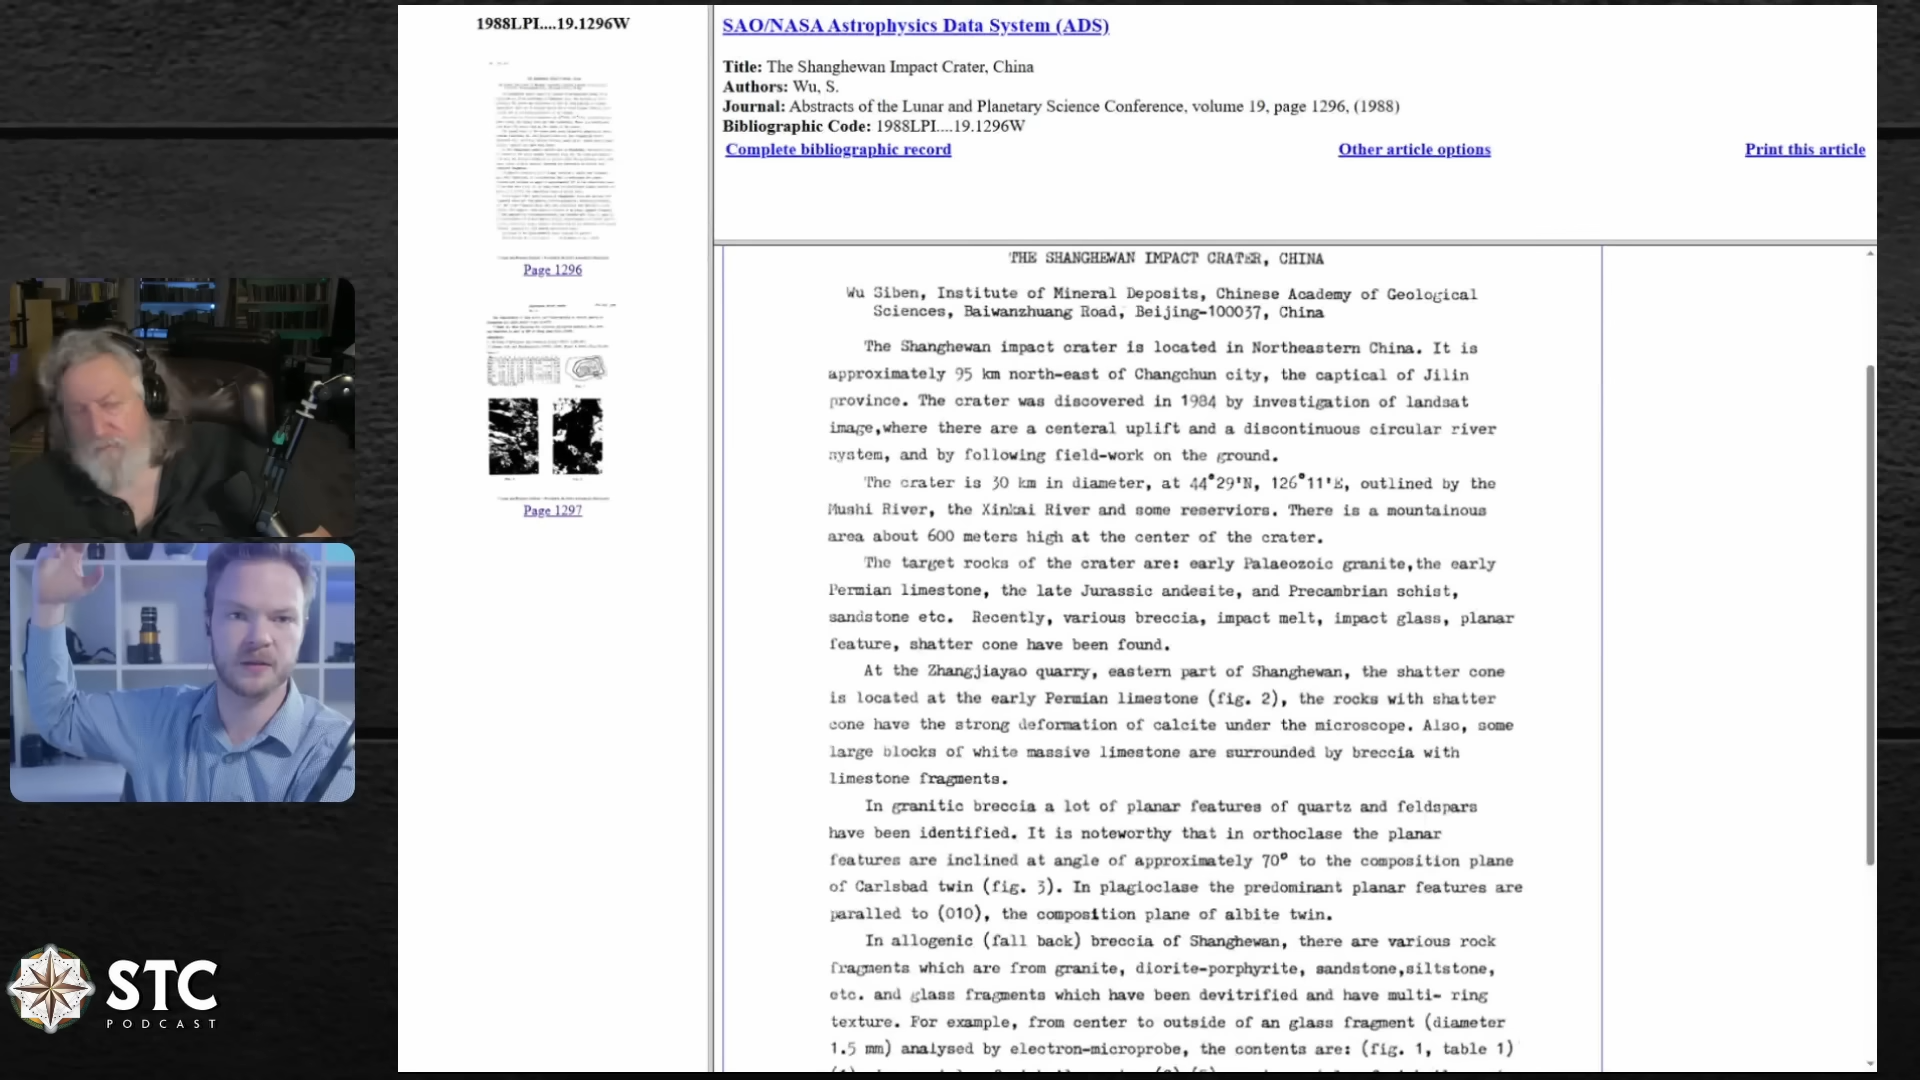 1988LPI....19.1296W
Page 1296
Page 1297
SAO/NASA Astrophysics Data System (ADS)
Title: The Shanghewan Impact Crater, China
Authors: Wu, S.
Journal: Abstracts of the Lunar and Planetary Science Conference, volume 19, page 1296, (1988)
Bibliographic Code: 1988LPI....19.1296W
Complete bibliographic record
Other article options
Print this article
THE SHANGHEWAN IMPACT CRATER, CHINA
Wu Siben, Institute of Mineral Deposits, Chinese Academy of Geological
Sciences, Baiwanzhuang Road, Beijing-100037, China
The Shanghewan impact crater is located in Northeastern China. It is
approximately 95 km north-east of Changchun city, the captical of Jilin
province. The crater was discovered in 1984 by investigation of landsat
image,where there are a centeral uplift and a discontinuous circular river
system, and by following field-work on the ground.
The crater is 30 km in diameter, at 44°29'N, 126°11'E, outlined by the
Mushi River, the Xinkai River and some reserviors. There is a mountainous
area about 600 meters high at the center of the crater.
The target rocks of the crater are: early Palaeozoic granite,the early
Permian limestone, the late Jurassic andesite, and Precambrian schist,
sandstone etc. Recently, various breccia, impact melt, impact glass, planar
feature, shatter cone have been found.
At the Zhangjiayao quarry, eastern part of Shanghewan, the shatter cone
is located at the early Permian limestone (fig. 2), the rocks with shatter
cone have the strong deformation of calcite under the microscope. Also, some
large blocks of white massive limestone are surrounded by breccia with
limestone fragments.
In granitic breccia a lot of planar features of quartz and feldspars
have been identified. It is noteworthy that in orthoclase the planar
features are inclined at angle of approximately 70° to the composition plane
of Carlsbad twin (fig. 3). In plagioclase the predominant planar features are
paralled to (010), the composition plane of albite twin.
In allogenic (fall back) breccia of Shanghewan, there are various rock
fragments which are from granite, diorite-porphyrite, sandstone,siltstone,
etc. and glass fragments which have been devitrified and have multi- ring
texture. For example, from center to outside of an glass fragment (diameter
1.5 mm) analysed by electron-microprobe, the contents are: (fig. 1, table 1)
STC
PODCAST